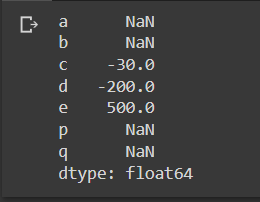 a      NaN
b      NaN
c    -30.0
d   -200.0
e    500.0
p      NaN
q      NaN
dtype: float64